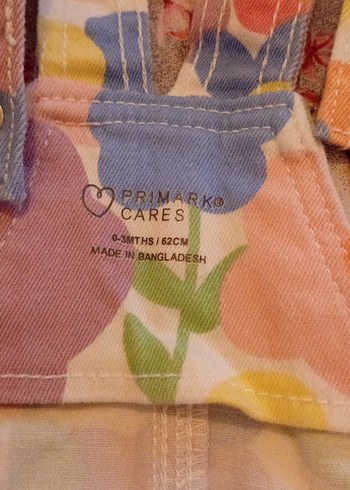 PRIMARK®
CARES
0-3MTHS / 62CM
MADE IN BANGLADESH